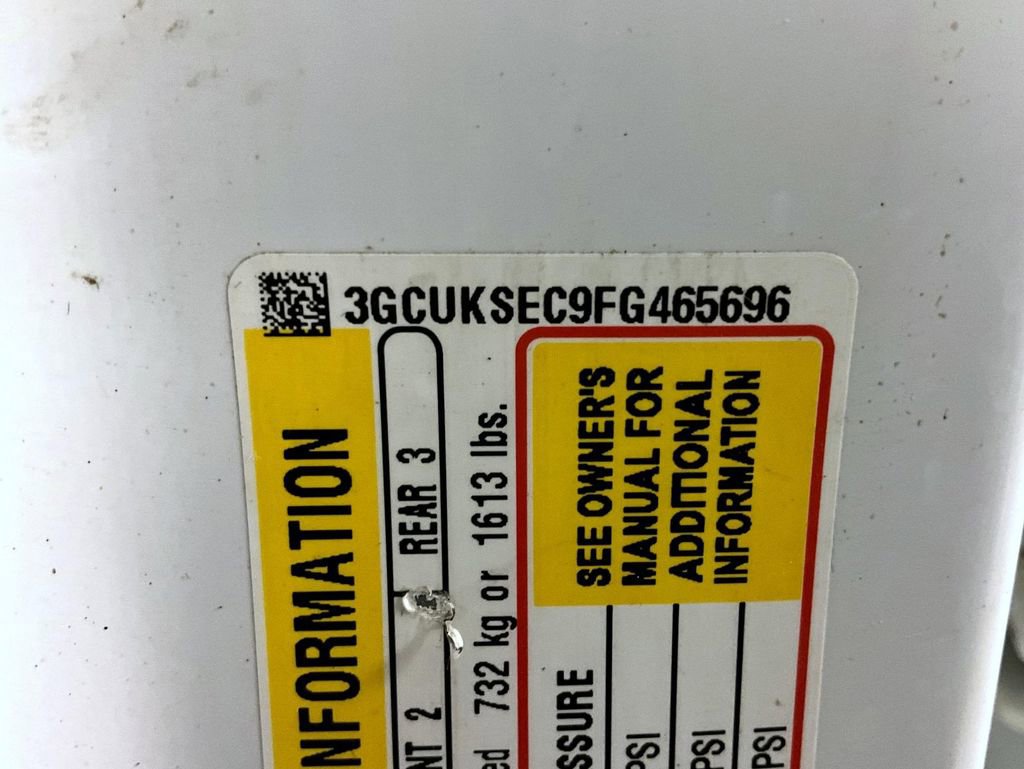 3GCUKSEC9FG465696
NFORMATION
NT 2 REAR 3
ed 732 kg or 1613 lbs.
SSURE
PSI
PSI
PSI
SEE OWNER'S
MANUAL FOR
ADDITIONAL
INFORMATION